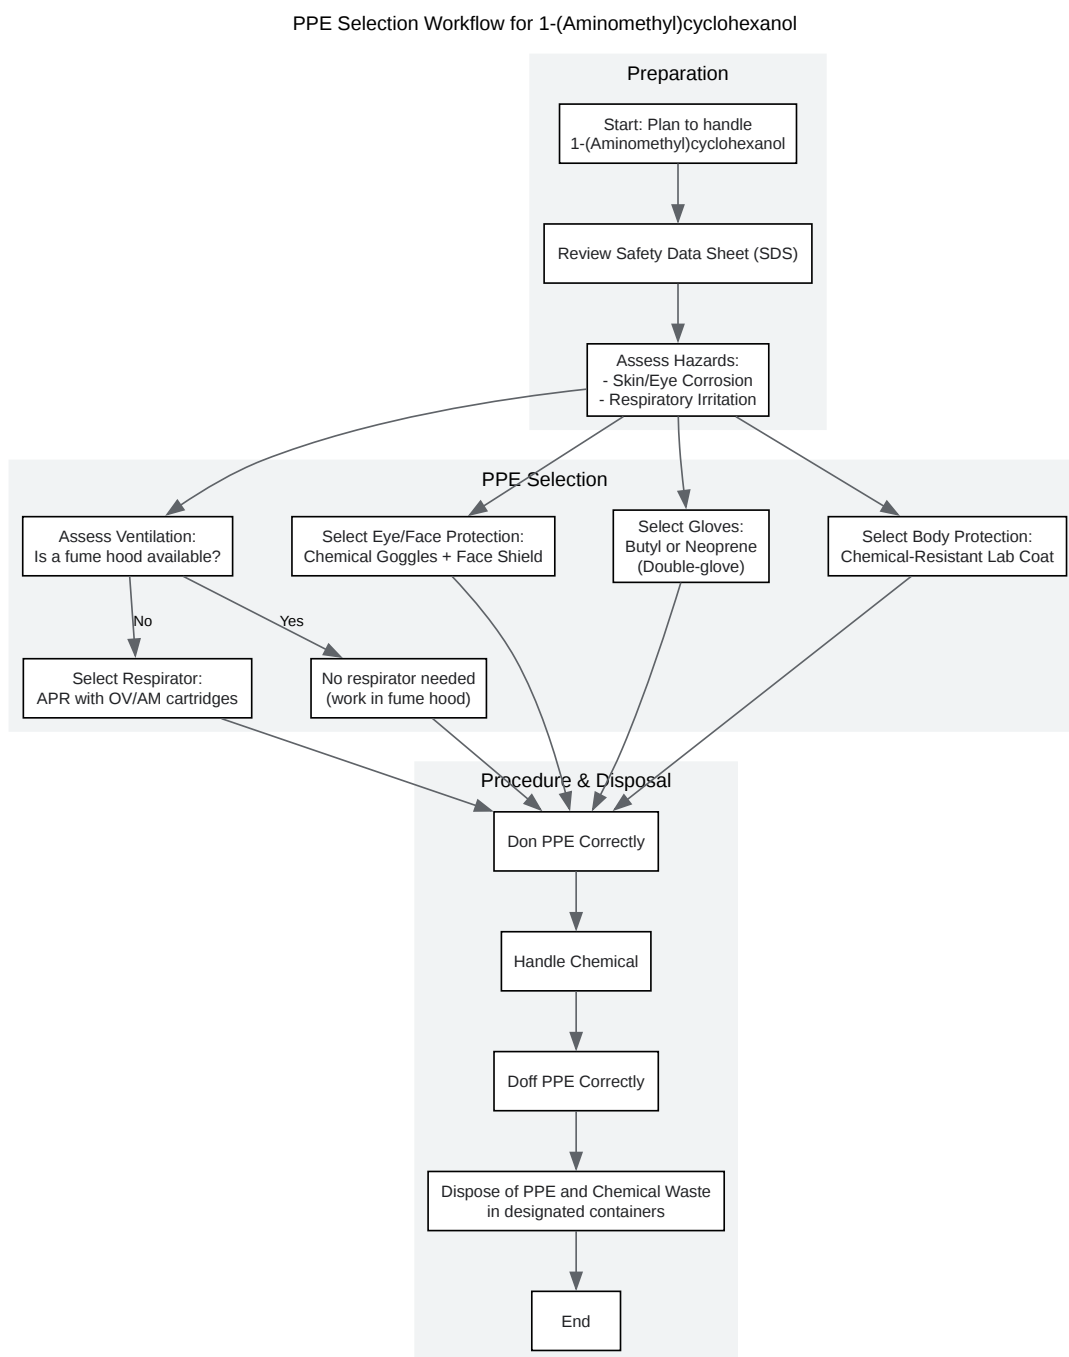 PPE Selection Workflow for 1-(Aminomethyl)cyclohexanol
Preparation
Start: Plan to handle
1-(Aminomethyl)cyclohexanol
Review Safety Data Sheet (SDS)
Assess Hazards:
- Skin/Eye Corrosion
- Respiratory Irritation
PPE Selection
Assess Ventilation:
Is a fume hood available?
Select Eye/Face Protection:
Chemical Goggles + Face Shield
Select Gloves:
Butyl or Neoprene
(Double-glove)
Select Body Protection:
Chemical-Resistant Lab Coat
No
Yes
Select Respirator:
APR with OV/AM cartridges
No respirator needed
(work in fume hood)
Procedure & Disposal
Don PPE Correctly
Handle Chemical
Doff PPE Correctly
Dispose of PPE and Chemical Waste
in designated containers
End